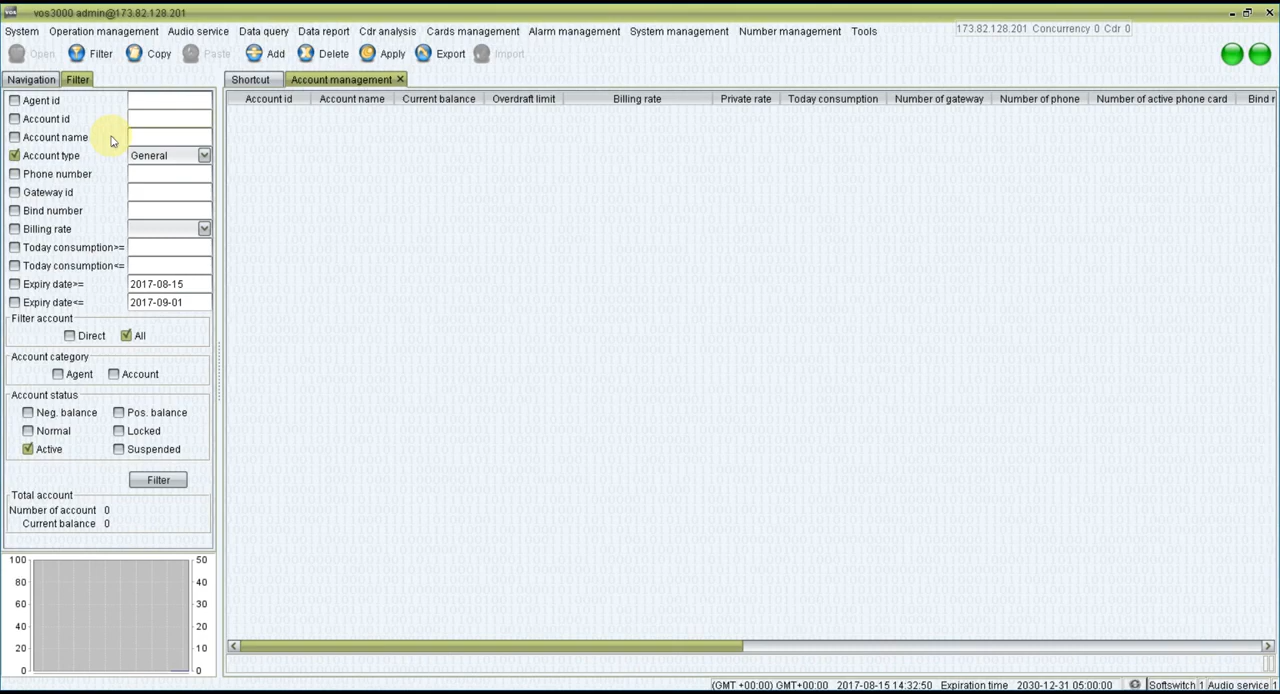 vos3000 admin@173.82.128.201
System Operation management Audio service Data query Data report Cdr analysis Cards management Alarm management System management Number management Tools
173.82.128.201 Concurrency 0 Cdr 0
Open Filter Copy Paste Add Delete Apply Export Import
Navigation Filter Shortcut Account management
Account id Account name Current balance Overdraft limit Billing rate Private rate Today consumption Number of gateway Number of phone Number of active phone card Bind r
Agent id
Account id
Account name
Account type General
Phone number
Gateway id
Bind number
Billing rate
Today consumption>=
Today consumption<=
Expiry date>= 2017-08-15
Expiry date<= 2017-09-01
Filter account
Direct All
Account category
Agent Account
Account status
Neg. balance Pos. balance
Normal Locked
Active Suspended
Filter
Total account
Number of account 0
Current balance 0
100 50
80 40
60 30
40 20
20 10
0 0
(GMT +00:00) GMT+00:00 2017-08-15 14:32:50 Expiration time 2030-12-31 05:00:00 Softswitch 1 Audio service 1